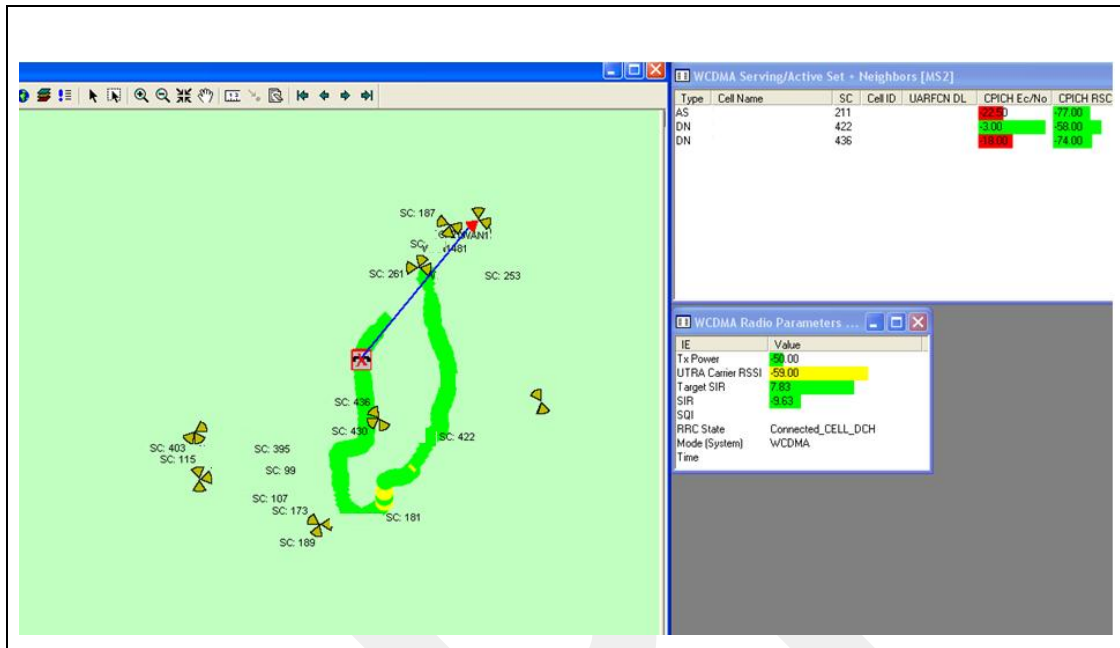 WCDMA Serving/Active Set + Neighbors [MS2]
Type Cell Name SC Cell ID UARFCN DL CPICH Ec/No CPICH RSC
AS 211 -22.50 -77.00
DN 422 -3.00 -58.00
DN 436 -18.00 -74.00
SC: 187
1481
SC: 261
SC: 253
SC: 436
SC: 430
SC: 422
SC: 403
SC: 395
SC: 115
SC: 99
SC: 107
SC: 173
SC: 181
SC: 189
WCDMA Radio Parameters ...
IE Value
Tx Power -50.00
UTRA Carrier RSSI -59.00
Target SIR 7.83
SIR -9.63
SQI
RRC State Connected_CELL_DCH
Mode (System) WCDMA
Time